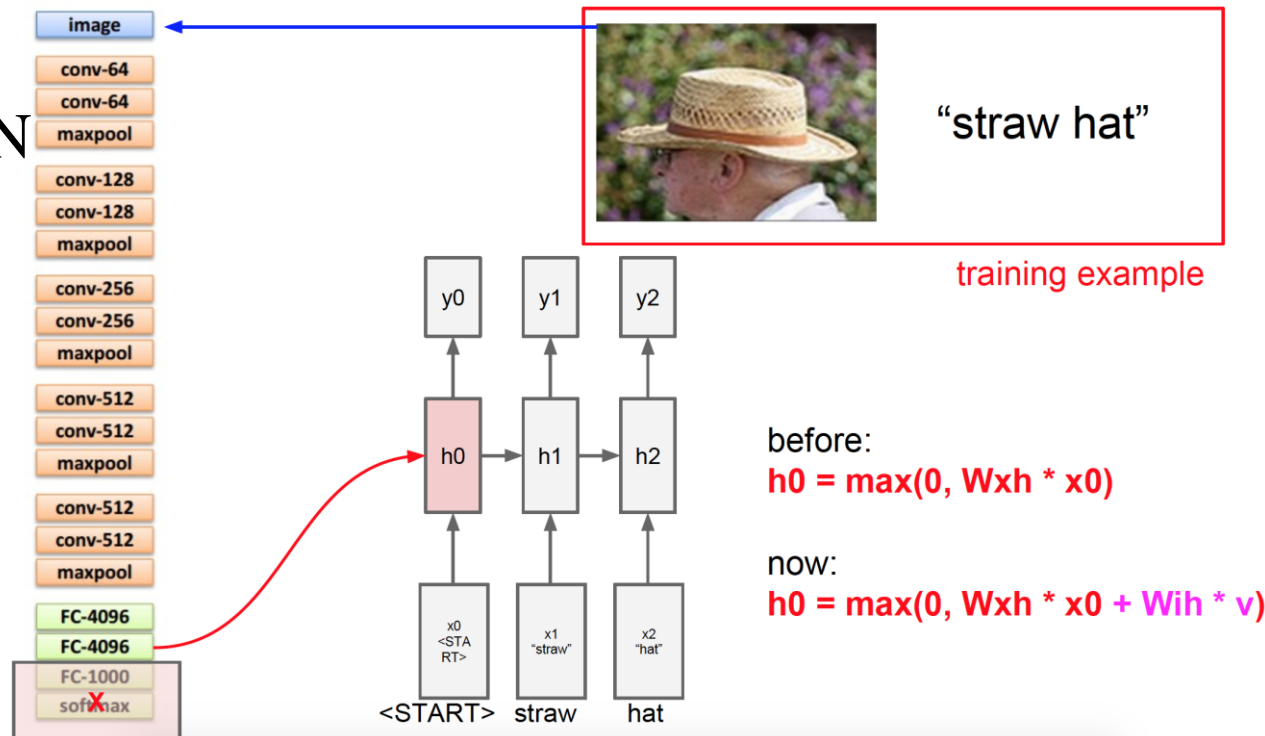 image
conv-64
conv-64
maxpool
N
conv-128
conv-128
maxpool
conv-256
conv-256
maxpool
conv-512
conv-512
maxpool
conv-512
conv-512
maxpool
FC-4096
FC-4096
FC-1000
softmax
X
“straw hat”
training example
y0
y1
y2
h0
h1
h2
x0
<STA
RT>
x1
“straw”
x2
“hat”
<START>
straw
hat
before:
h0 = max(0, Wxh * x0)
now:
h0 = max(0, Wxh * x0 + Wih * v)